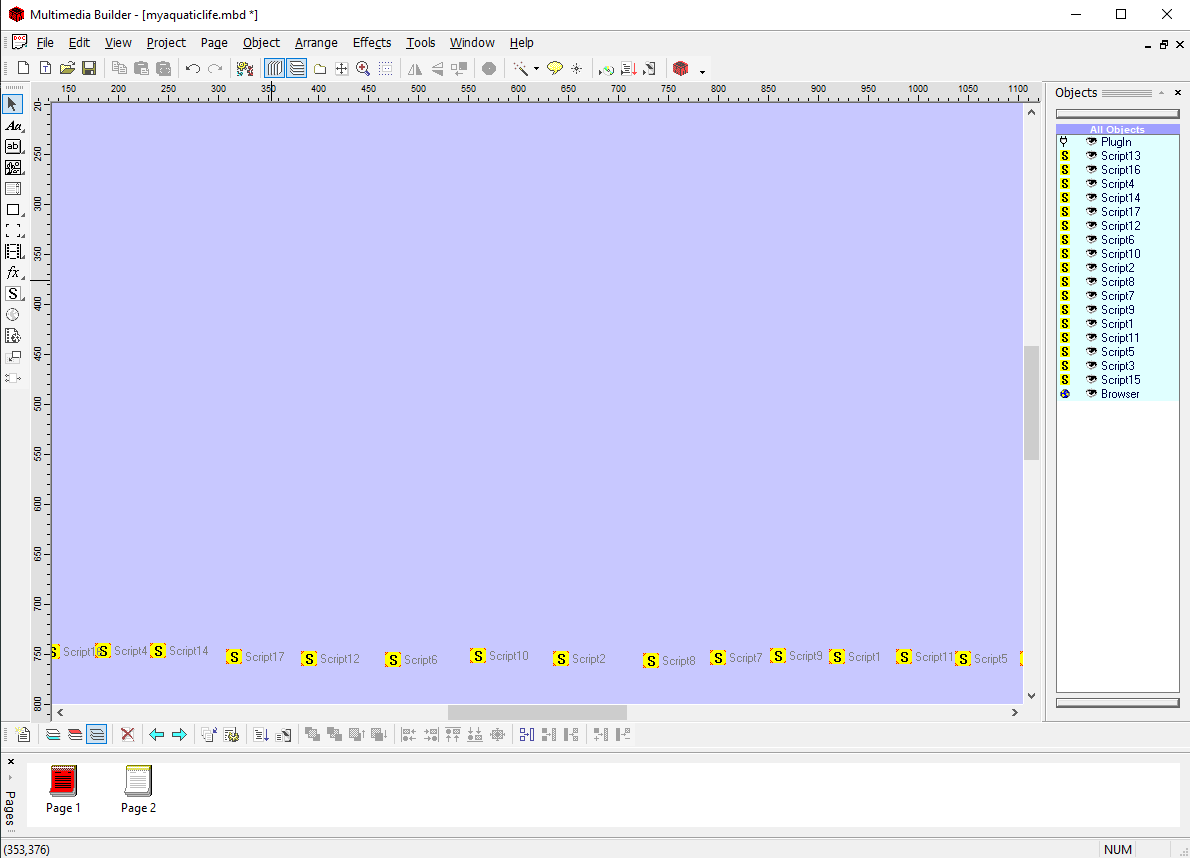 Multimedia Builder - [myaquaticlife.mbd *]
File Edit View Project Page Object Arrange Effects Tools Window Help
150 200 250 300 350 400 450 500 550 600 650 700 750 800 850 900 950 1000 1050 1100
Objects
All Objects
PlugIn
S Script13
S Script16
S Script4
S Script14
S Script17
S Script12
S Script6
S Script10
S Script2
S Script8
S Script7
S Script9
S Script1
S Script11
S Script5
S Script3
S Script15
Browser
Aa
ab
fx
S
20
250
300
350
400
450
500
550
600
650
700
750
800
S Script1 S Script4 S Script14 S Script17 S Script12 S Script6 S Script10 S Script2 S Script8 S Script7 S Script9 S Script1 S Script11 S Script5
Pages
Page 1 Page 2
(353,376) NUM